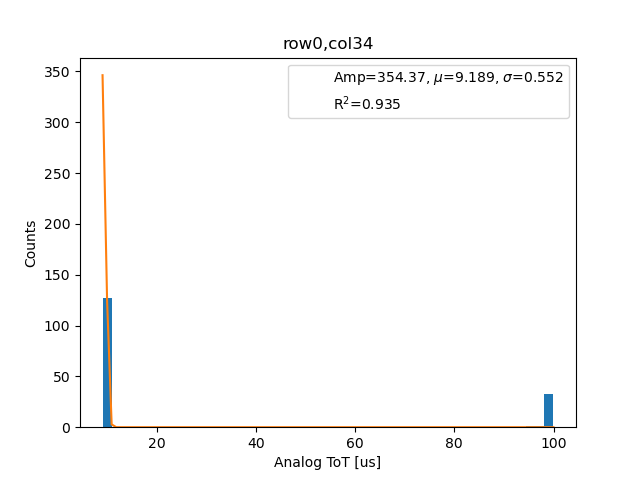 row0,col34
Amp=354.37, μ=9.189, σ=0.552
R²=0.935
350
300
250
200
150
100
50
0
Counts
20 40 60 80 100
Analog ToT [us]